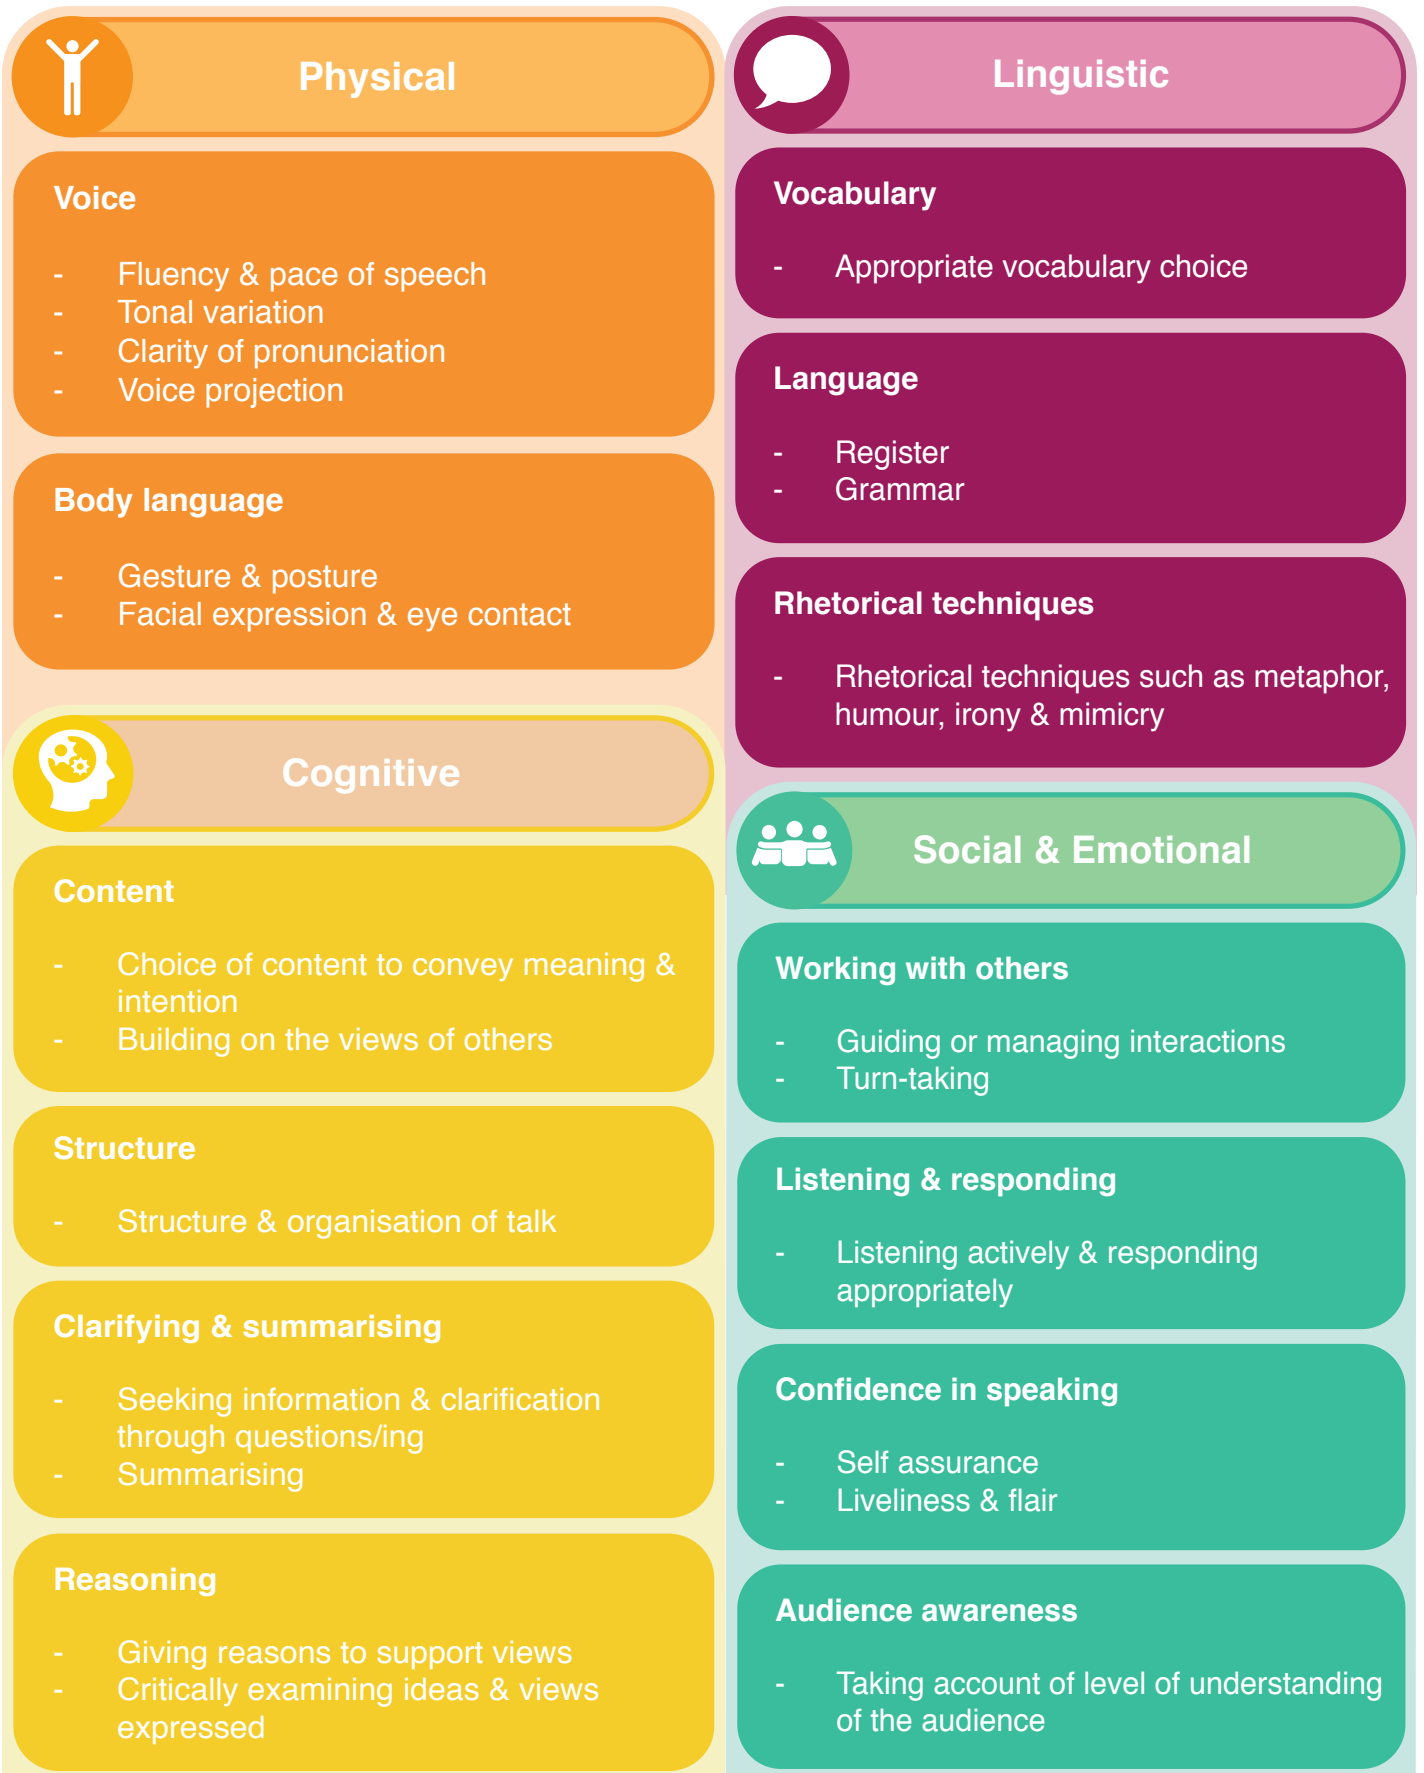 Physical
Voice
- Fluency & pace of speech
- Tonal variation
- Clarity of pronunciation
- Voice projection
Body language
- Gesture & posture
- Facial expression & eye contact
Cognitive
Content
- Choice of content to convey meaning &
intention
- Building on the views of others
Structure
- Structure & organisation of talk
Clarifying & summarising
- Seeking information & clarification
through questions/ing
- Summarising
Reasoning
- Giving reasons to support views
- Critically examining ideas & views
expressed
Linguistic
Vocabulary
- Appropriate vocabulary choice
Language
- Register
- Grammar
Rhetorical techniques
- Rhetorical techniques such as metaphor,
humour, irony & mimicry
Social & Emotional
Working with others
- Guiding or managing interactions
- Turn-taking
Listening & responding
- Listening actively & responding
appropriately
Confidence in speaking
- Self assurance
- Liveliness & flair
Audience awareness
- Taking account of level of understanding
of the audience